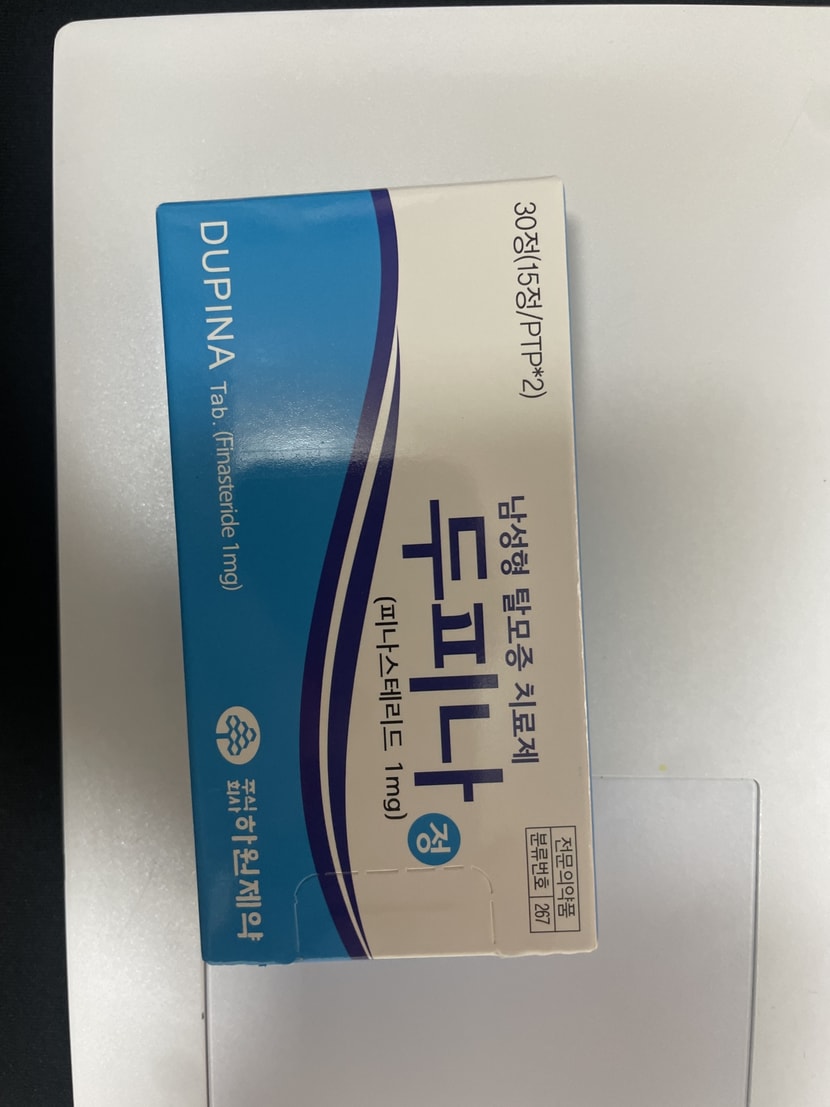 30정(15정/PTP*2)
전문의약품
분류번호 267
남성형 탈모증 치료제
두피나정
(피나스테리드 1mg)
DUPINA Tab. (Finasteride 1mg)
주식회사 하원제약